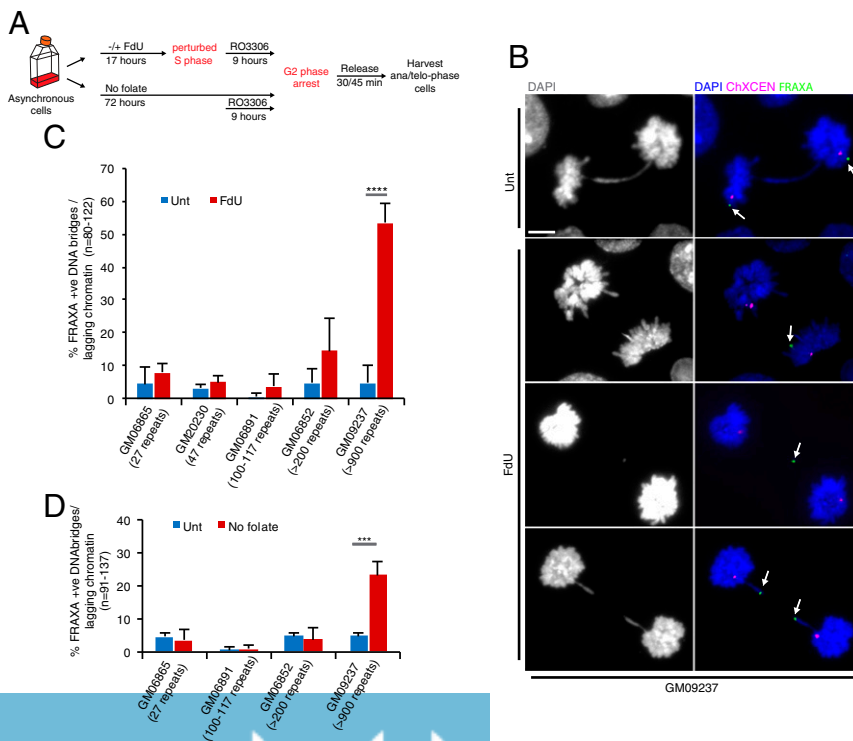 A
-/+ FdU
17 hours
perturbed
S phase
RO3306
9 hours
Asynchronous
cells
No folate
72 hours
RO3306
9 hours
G2 phase
arrest
Release
30/45 min
Harvest
ana/telo-phase
cells
B
DAPI
DAPI ChXCEN FRAXA
Unt
FdU
GM09237
C
% FRAXA +ve DNA bridges /
lagging chromatin (n=80-122)
70
60
50
40
30
20
10
0
Unt
FdU
****
GM06865
(27 repeats)
GM20230
(47 repeats)
GM06891
(100-117 repeats)
GM06852
(>200 repeats)
GM09237
(>900 repeats)
D
% FRAXA +ve DNAbridges/
lagging chromatin
(n=91-137)
40
30
20
10
0
Unt
No folate
***
GM06865
(27 repeats)
GM06891
(100-117 repeats)
GM06852
(>200 repeats)
GM09237
(>900 repeats)